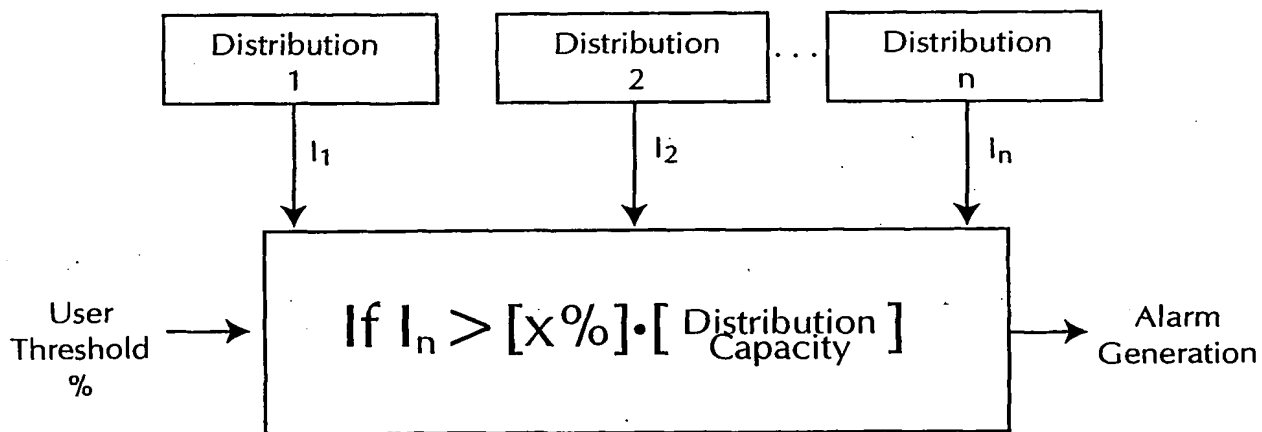 Distribution
1
Distribution
2
...
Distribution
n
I1
I2
In
User
Threshold
%
If In > [x%]•[ Distribution
Capacity ]
Alarm
Generation